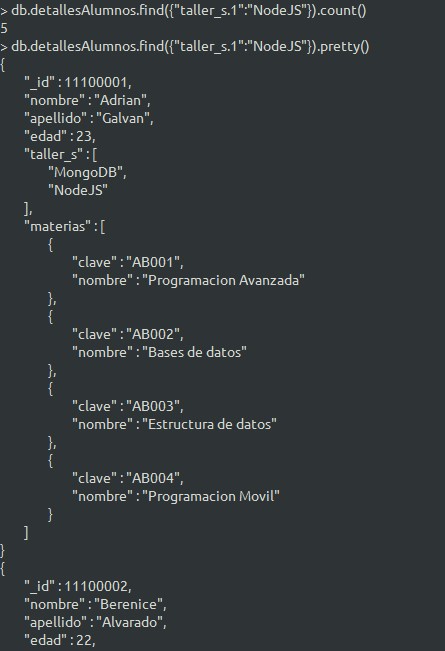 > db.detallesAlumnos.find({"taller_s.1":"NodeJS"}).count()
5
> db.detallesAlumnos.find({"taller_s.1":"NodeJS"}).pretty()
{
"_id" : 11100001,
"nombre" : "Adrian",
"apellido" : "Galvan",
"edad" : 23,
"taller_s" : [
"MongoDB",
"NodeJS"
],
"materias" : [
{
"clave" : "AB001",
"nombre" : "Programacion Avanzada"
},
{
"clave" : "AB002",
"nombre" : "Bases de datos"
},
{
"clave" : "AB003",
"nombre" : "Estructura de datos"
},
{
"clave" : "AB004",
"nombre" : "Programacion Movil"
}
]
}
{
"_id" : 11100002,
"nombre" : "Berenice",
"apellido" : "Alvarado",
"edad" : 22,